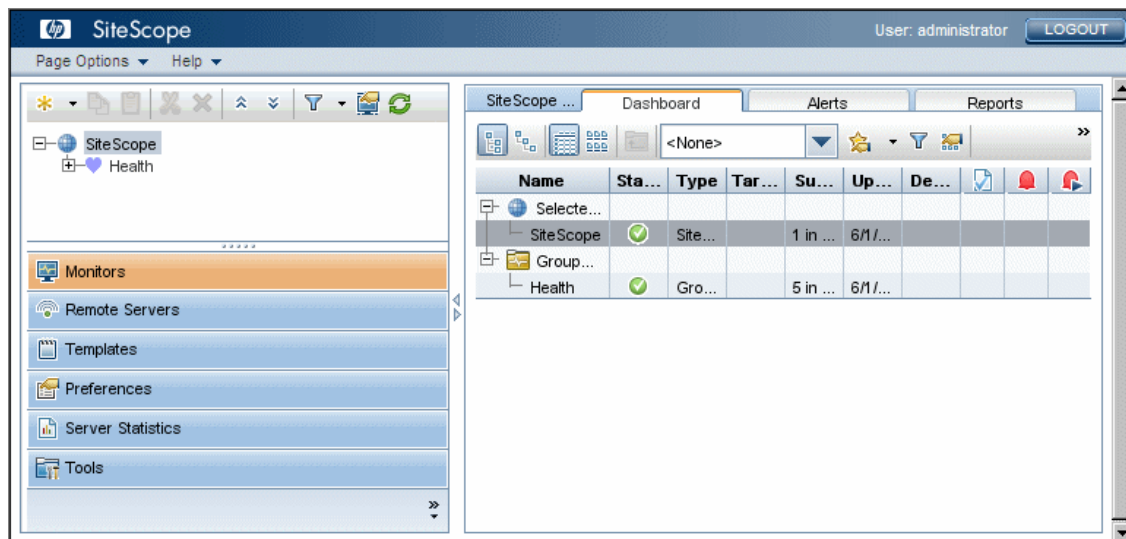 hp SiteScope User: administrator LOGOUT
Page Options Help
SiteScope
Health
Monitors
Remote Servers
Templates
Preferences
Server Statistics
Tools
»
SiteScope ... Dashboard Alerts Reports
<None> »
Name Sta... Type Tar... Su... Up... De...
Selecte...
SiteScope Site... 1 in ... 6/1/...
Group...
Health Gro... 5 in ... 6/1/...